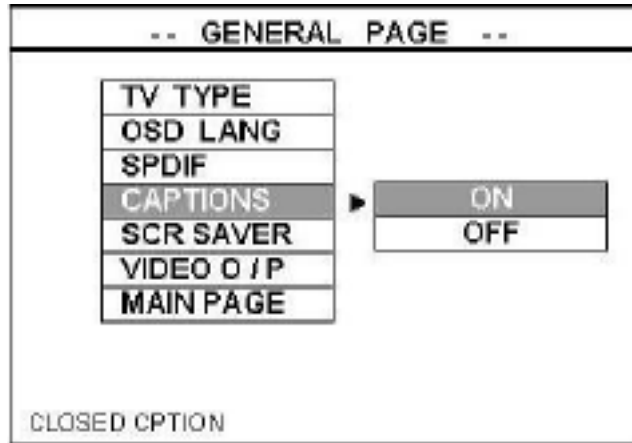 -- GENERAL PAGE --
TV TYPE
OSD LANG
SPDIF
CAPTIONS
ON
SCR SAVER
OFF
VIDEO O / P
MAIN PAGE
CLOSED CPTION